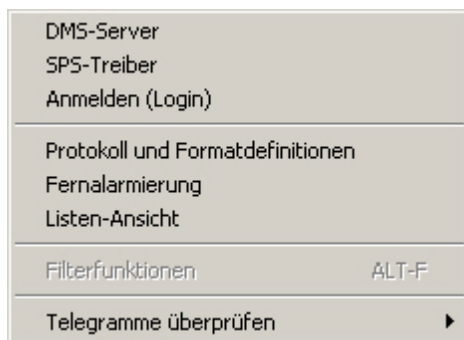 DMS-Server
SPS-Treiber
Anmelden (Login)
Protokoll und Formatdefinitionen
Fernalarmierung
Listen-Ansicht
Filterfunktionen ALT-F
Telegramme überprüfen